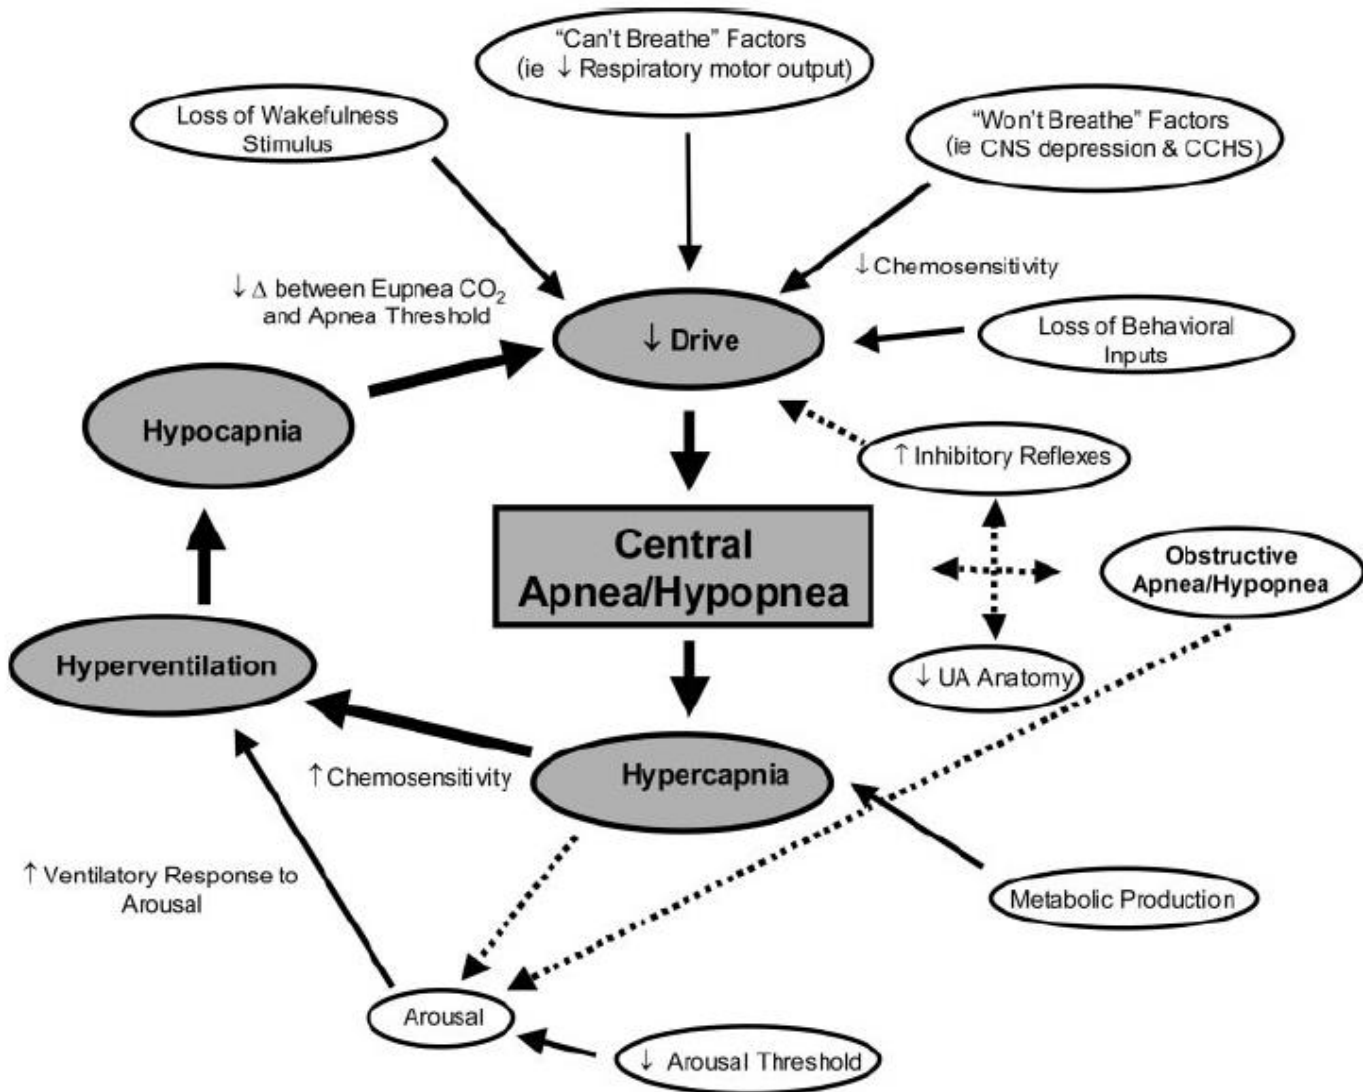 "Can't Breathe" Factors
(ie ↓ Respiratory motor output)
Loss of Wakefulness
Stimulus
"Won't Breathe" Factors
(ie CNS depression & CCHS)
↓ Chemosensitivity
↓ Δ between Eupnea CO₂
and Apnea Threshold
↓ Drive
Loss of Behavioral
Inputs
Hypocapnia
↑ Inhibitory Reflexes
Central
Apnea/Hypopnea
Obstructive
Apnea/Hypopnea
Hyperventilation
↓ UA Anatomy
↑ Chemosensitivity
Hypercapnia
↑ Ventilatory Response to
Arousal
Metabolic Production
Arousal
↓ Arousal Threshold